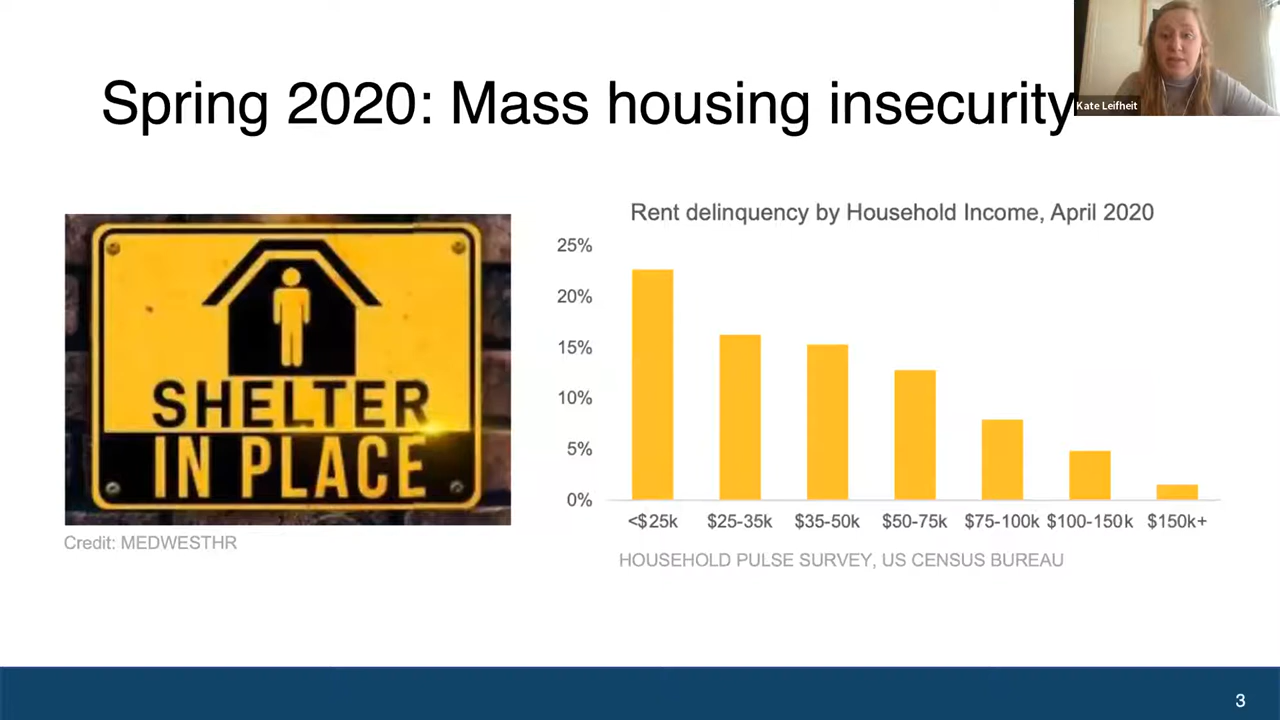 Spring 2020: Mass housing insecurity
Kate Leifheit
SHELTER
IN PLACE
Credit: MEDWESTHR
Rent delinquency by Household Income, April 2020
25%
20%
15%
10%
5%
0%
<$25k $25-35k $35-50k $50-75k $75-100k $100-150k $150k+
HOUSEHOLD PULSE SURVEY, US CENSUS BUREAU
3